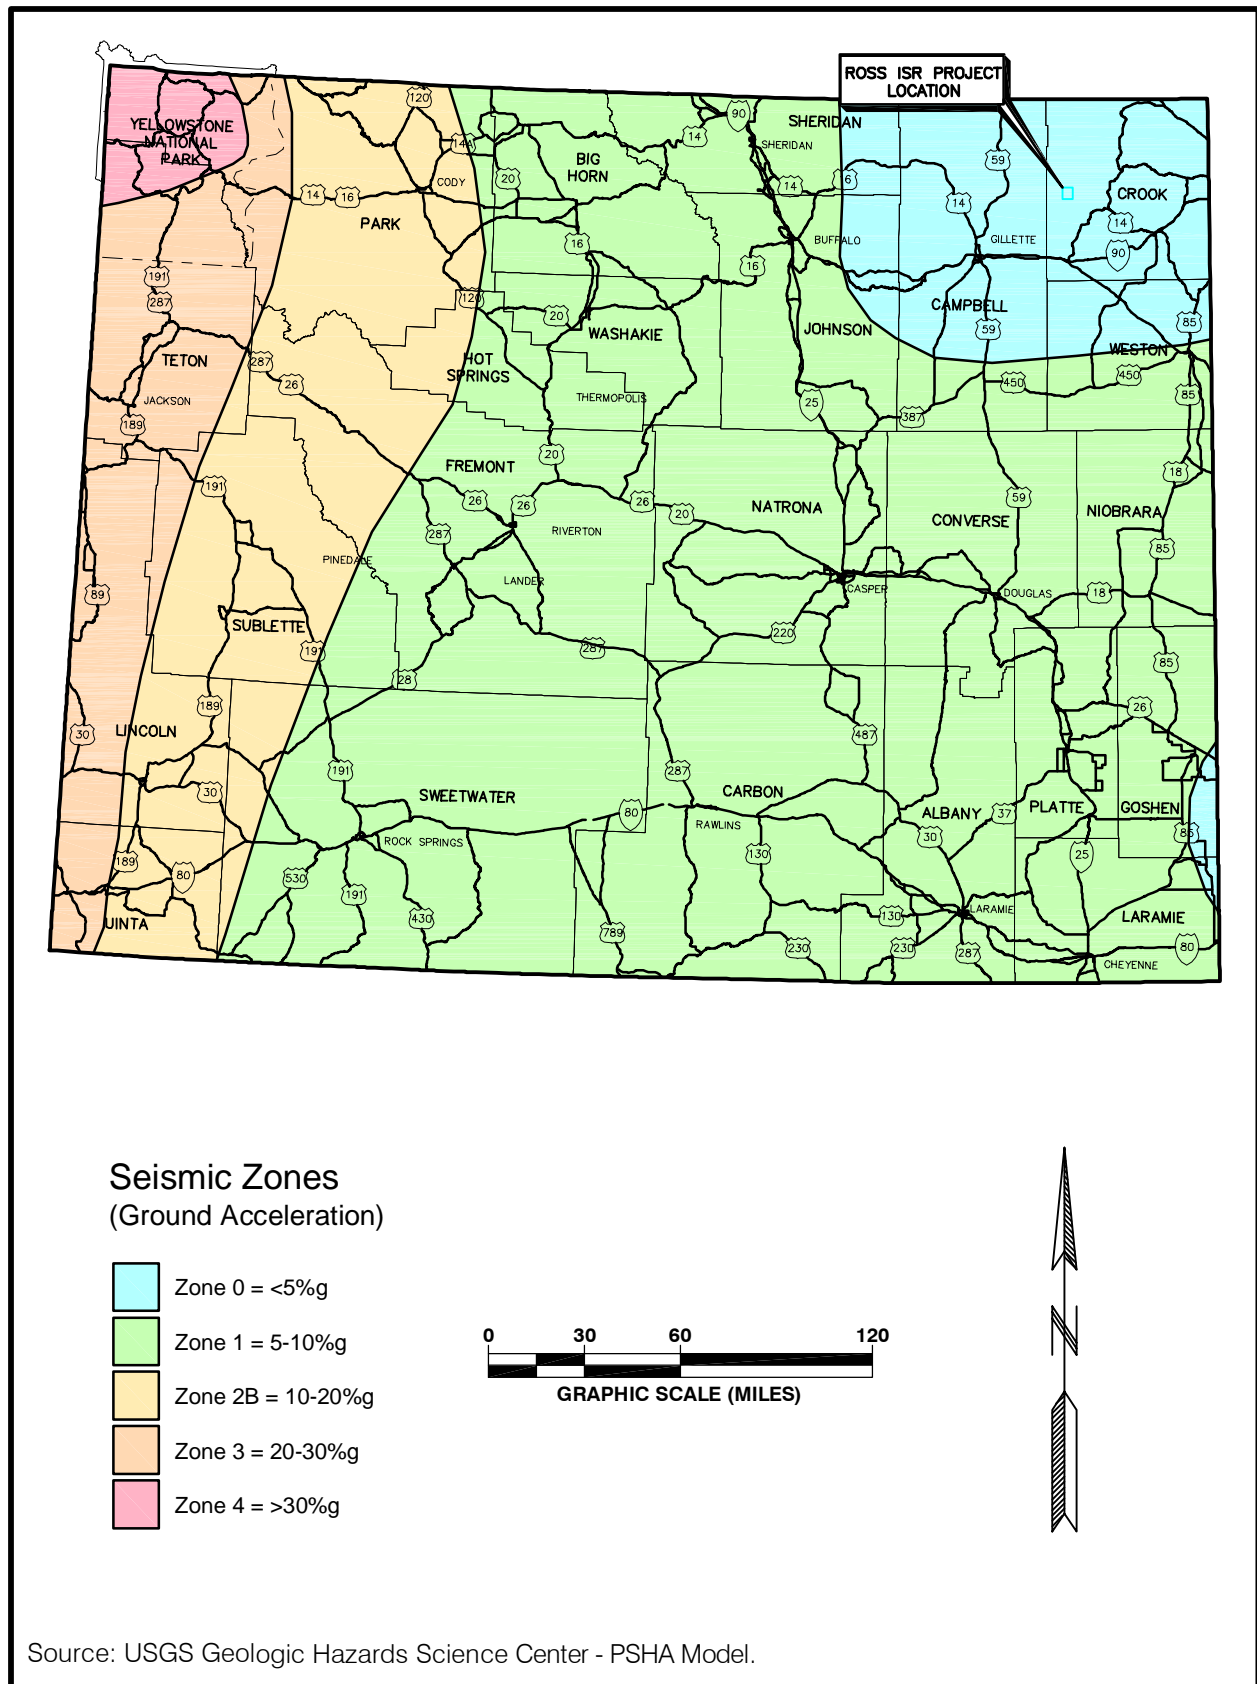 ROSS ISR PROJECT
LOCATION
YELLOWSTONE
NATIONAL
PARK
120
14A
CODY
14
16
PARK
20
BIG
HORN
14
90
SHERIDAN
SHERIDAN
14
6
59
14
CROOK
14
90
BUFFALO
GILLETTE
16
16
191
287
120
20
WASHAKIE
JOHNSON
CAMPBELL
59
85
WESTON
TETON
287
26
HOT
SPRINGS
THERMOPOLIS
JACKSON
189
25
387
450
450
85
FREMONT
20
191
26
26
287
RIVERTON
26
20
NATRONA
CONVERSE
59
NIOBRARA
18
85
PINEDALE
LANDER
89
SUBLETTE
191
287
220
CASPER
DOUGLAS
18
85
28
189
26
30
LINCOLN
191
487
287
30
SWEETWATER
80
CARBON
RAWLINS
ALBANY
37
PLATTE
GOSHEN
30
85
ROCK SPRINGS
130
25
189
80
530
191
430
UINTA
789
130
230
230
LARAMIE
287
LARAMIE
80
CHEYENNE
Seismic Zones
(Ground Acceleration)
Zone 0 = <5%g
Zone 1 = 5-10%g
Zone 2B = 10-20%g
Zone 3 = 20-30%g
Zone 4 = >30%g
0 30 60 120
GRAPHIC SCALE (MILES)
N
Source: USGS Geologic Hazards Science Center - PSHA Model.